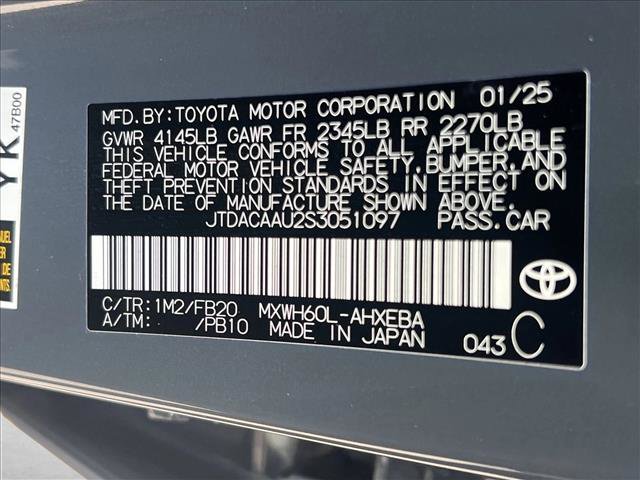 MFD. BY: TOYOTA MOTOR CORPORATION 01/25
GVWR 4145LB GAWR FR 2345LB RR 2270LB
THIS VEHICLE CONFORMS TO ALL APPLICABLE
FEDERAL MOTOR VEHICLE SAFETY, BUMPER, AND
THEFT PREVENTION STANDARDS IN EFFECT ON
THE DATE OF MANUFACTURE SHOWN ABOVE.
JTDACAAU2S3051097 PASS.CAR
C/TR: 1M2/FB20 MXWH60L-AHXEBA
A/TM: /PB10 MADE IN JAPAN
043 C
YK
47B00